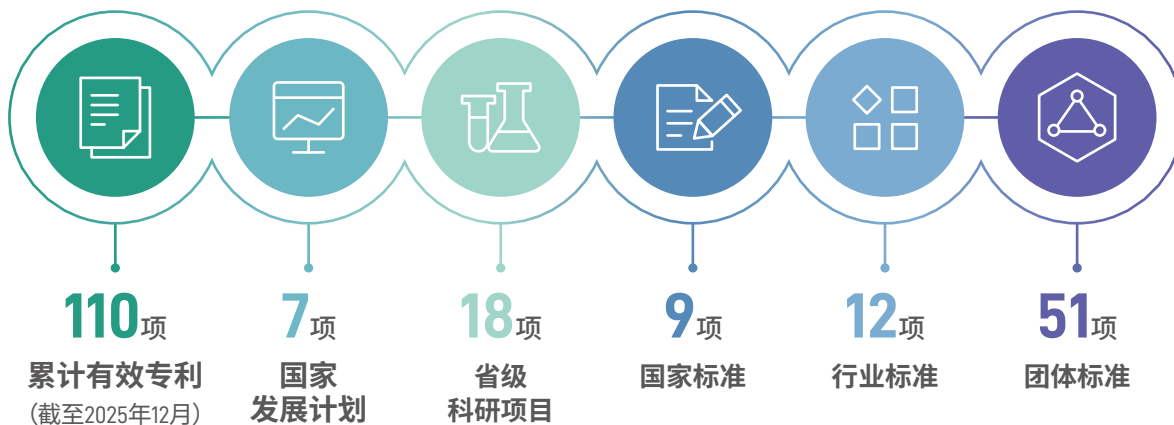 110项
累计有效专利
(截至2025年12月)
7项
国家
发展计划
18项
省级
科研项目
9项
国家标准
12项
行业标准
51项
团体标准